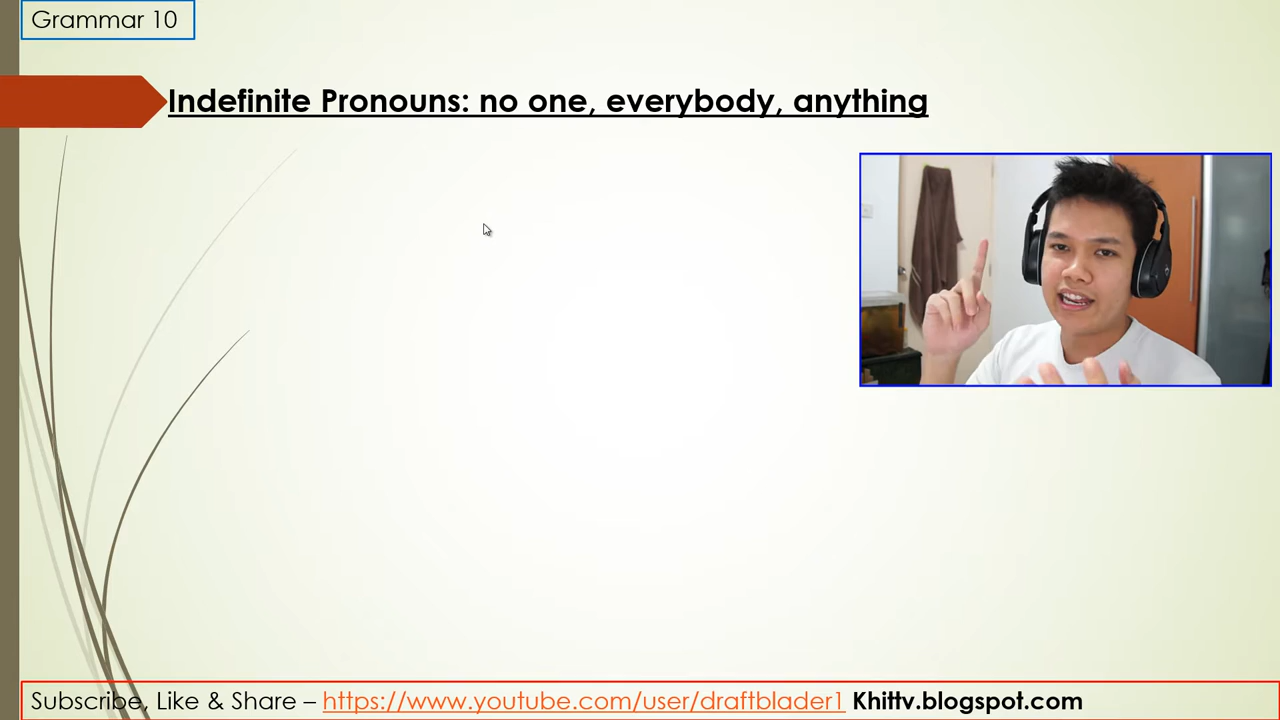 Grammar 10
Indefinite Pronouns: no one, everybody, anything
Subscribe, Like & Share – https://www.youtube.com/user/draftblader1 Khittv.blogspot.com